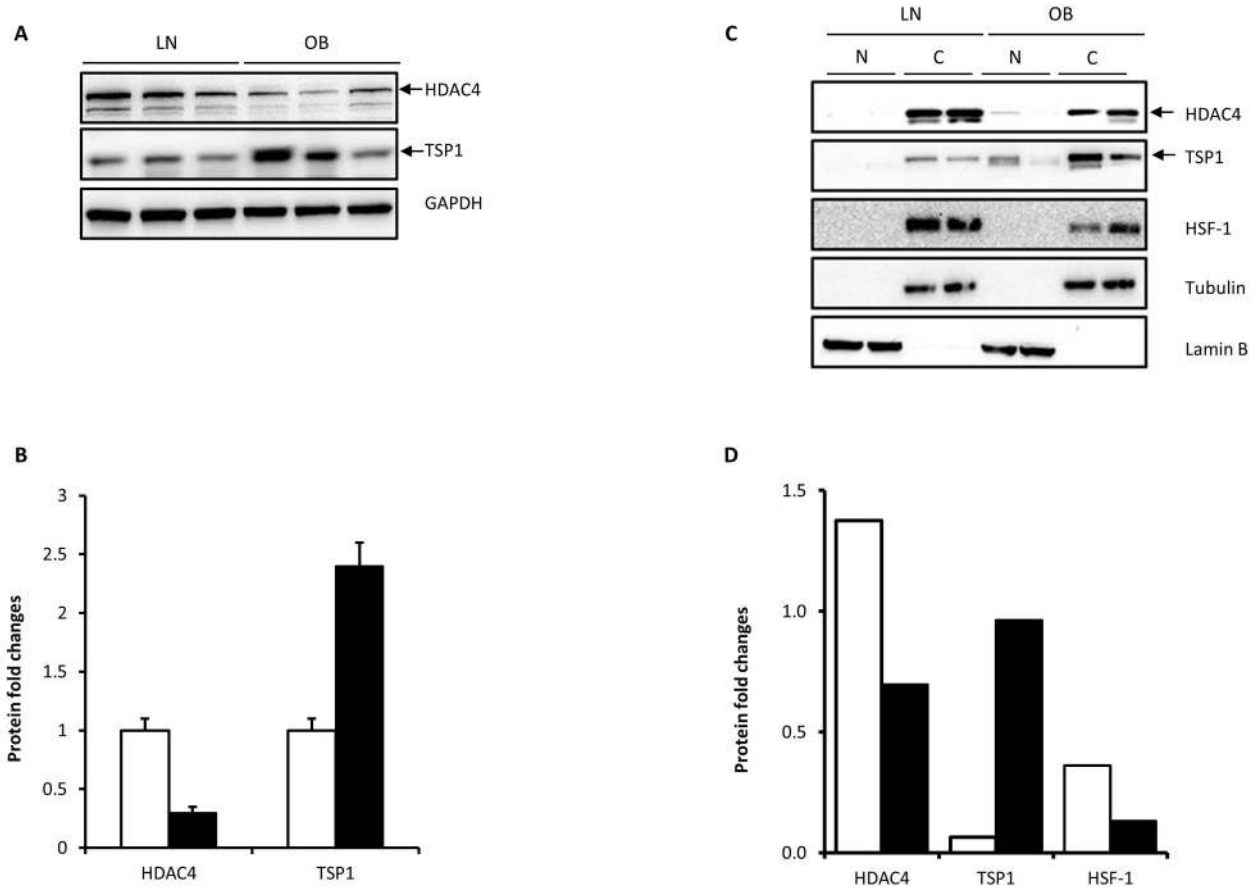 A
LN OB
HDAC4
TSP1
GAPDH
C
LN OB
N C N C
HDAC4
TSP1
HSF-1
Tubulin
Lamin B
B
Protein fold changes
3
2.5
2
1.5
1
0.5
0
HDAC4 TSP1
D
Protein fold changes
1.5
1.0
0.5
0.0
HDAC4 TSP1 HSF-1